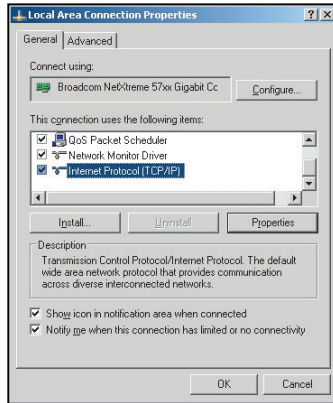 Local Area Connection Properties
General
Advanced
Connect using:
Broadcom NetXtreme 57xx Gigabit Cc
Configure...
This connection uses the following items:
QoS Packet Scheduler
Network Monitor Driver
Internet Protocol (TCP/IP)
Install...
Uninstall
Properties
Description
Transmission Control Protocol/Internet Protocol. The default
wide area network protocol that provides communication
across diverse interconnected networks.
Show icon in notification area when connected
Notify me when this connection has limited or no connectivity
OK
Cancel